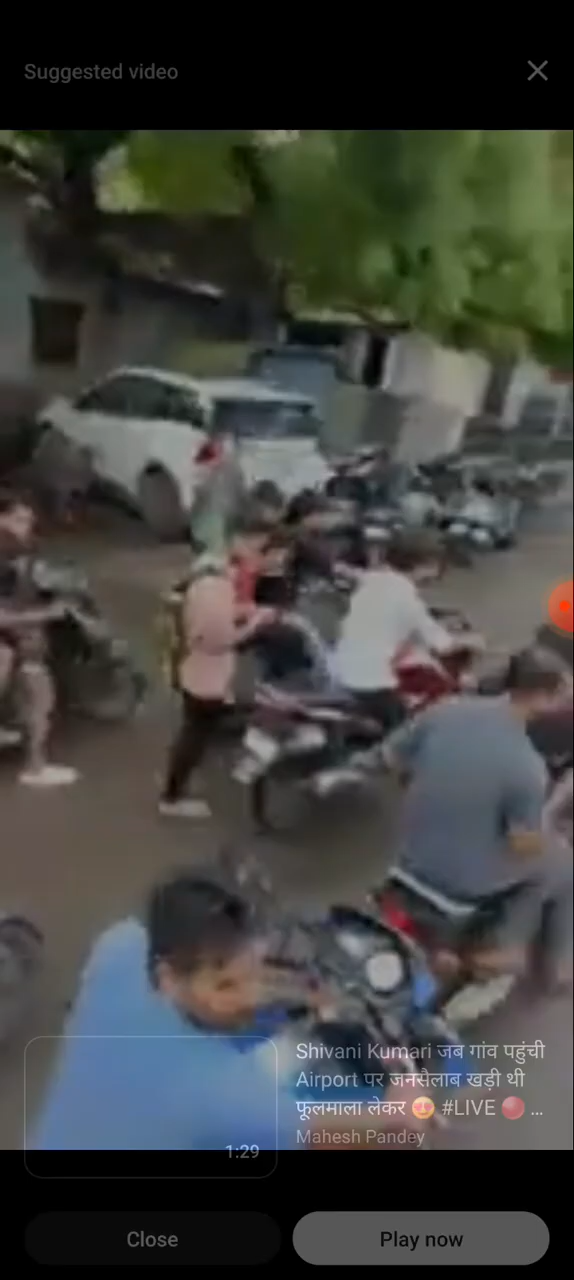 Suggested video
Shivani Kumari जब गांव पहुंची
Airport पर जनसैलाब खड़ी थी
फूलमाला लेकर 😍 #LIVE 🔴 ...
Mahesh Pandey
1:29
Close
Play now